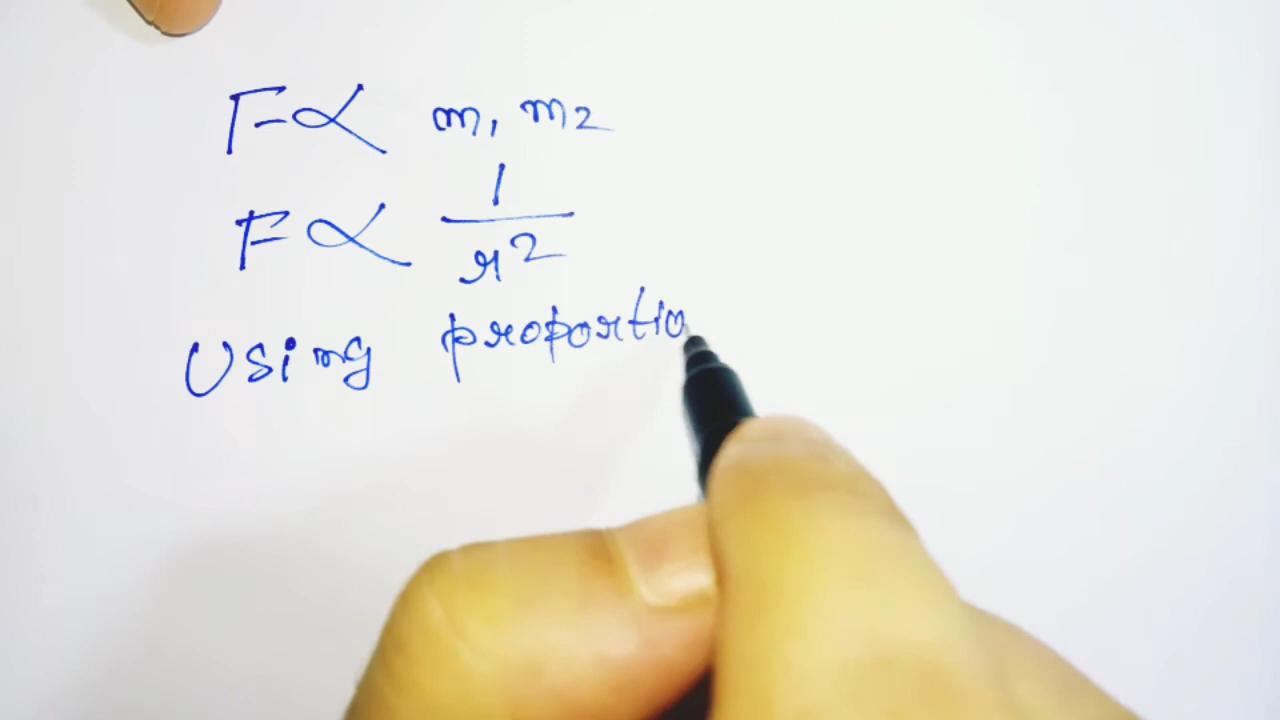 F ∝ m₁ m₂
F ∝ 1/r²
Using proportio